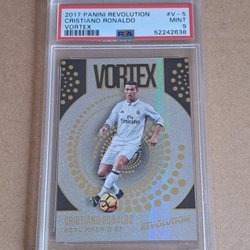 2017 PANINI REVOLUTION #V-5
CRISTIANO RONALDO MINT
VORTEX 9
PSA 52242638
VORTEX
CRISTIANO RONALDO
REAL MADRID CF
REVOLUTION